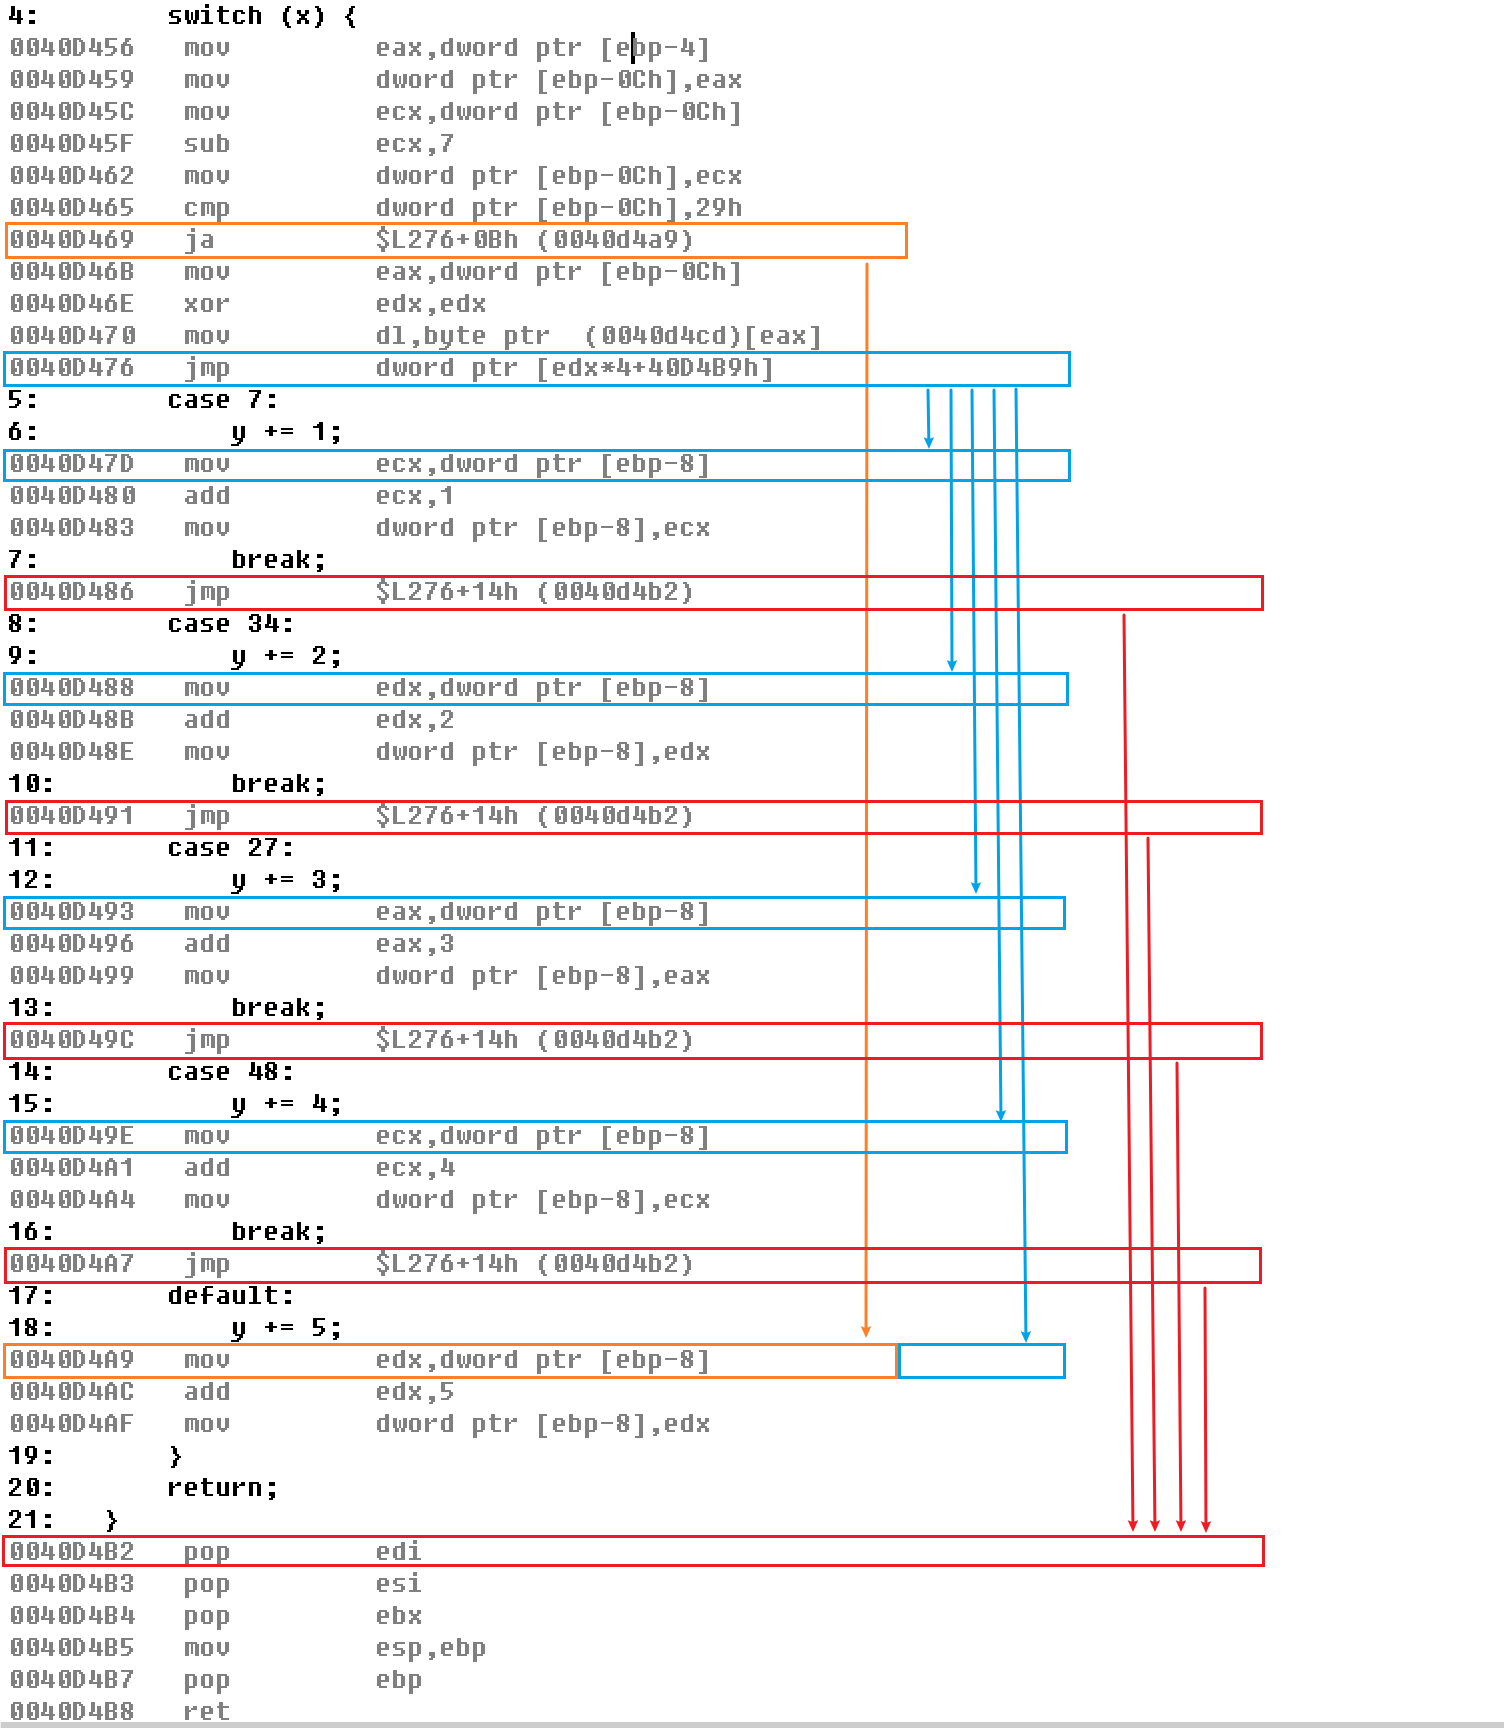 4:        switch (x) {
0040D456   mov         eax,dword ptr [ebp-4]
0040D459   mov         dword ptr [ebp-0Ch],eax
0040D45C   mov         ecx,dword ptr [ebp-0Ch]
0040D45F   sub         ecx,7
0040D462   mov         dword ptr [ebp-0Ch],ecx
0040D465   cmp         dword ptr [ebp-0Ch],29h
0040D469   ja          $L276+0Bh (0040d4a9)
0040D46B   mov         eax,dword ptr [ebp-0Ch]
0040D46E   xor         edx,edx
0040D470   mov         dl,byte ptr  (0040d4cd)[eax]
0040D476   jmp         dword ptr [edx*4+40D4B9h]
5:        case 7:
6:            y += 1;
0040D47D   mov         ecx,dword ptr [ebp-8]
0040D480   add         ecx,1
0040D483   mov         dword ptr [ebp-8],ecx
7:            break;
0040D486   jmp         $L276+14h (0040d4b2)
8:        case 34:
9:            y += 2;
0040D488   mov         edx,dword ptr [ebp-8]
0040D48B   add         edx,2
0040D48E   mov         dword ptr [ebp-8],edx
10:           break;
0040D491   jmp         $L276+14h (0040d4b2)
11:       case 27:
12:           y += 3;
0040D493   mov         eax,dword ptr [ebp-8]
0040D496   add         eax,3
0040D499   mov         dword ptr [ebp-8],eax
13:           break;
0040D49C   jmp         $L276+14h (0040d4b2)
14:       case 48:
15:           y += 4;
0040D49E   mov         ecx,dword ptr [ebp-8]
0040D4A1   add         ecx,4
0040D4A4   mov         dword ptr [ebp-8],ecx
16:           break;
0040D4A7   jmp         $L276+14h (0040d4b2)
17:       default:
18:           y += 5;
0040D4A9   mov         edx,dword ptr [ebp-8]
0040D4AC   add         edx,5
0040D4AF   mov         dword ptr [ebp-8],edx
19:       }
20:       return;
21:   }
0040D4B2   pop         edi
0040D4B3   pop         esi
0040D4B4   pop         ebx
0040D4B5   mov         esp,ebp
0040D4B7   pop         ebp
0040D4B8   ret